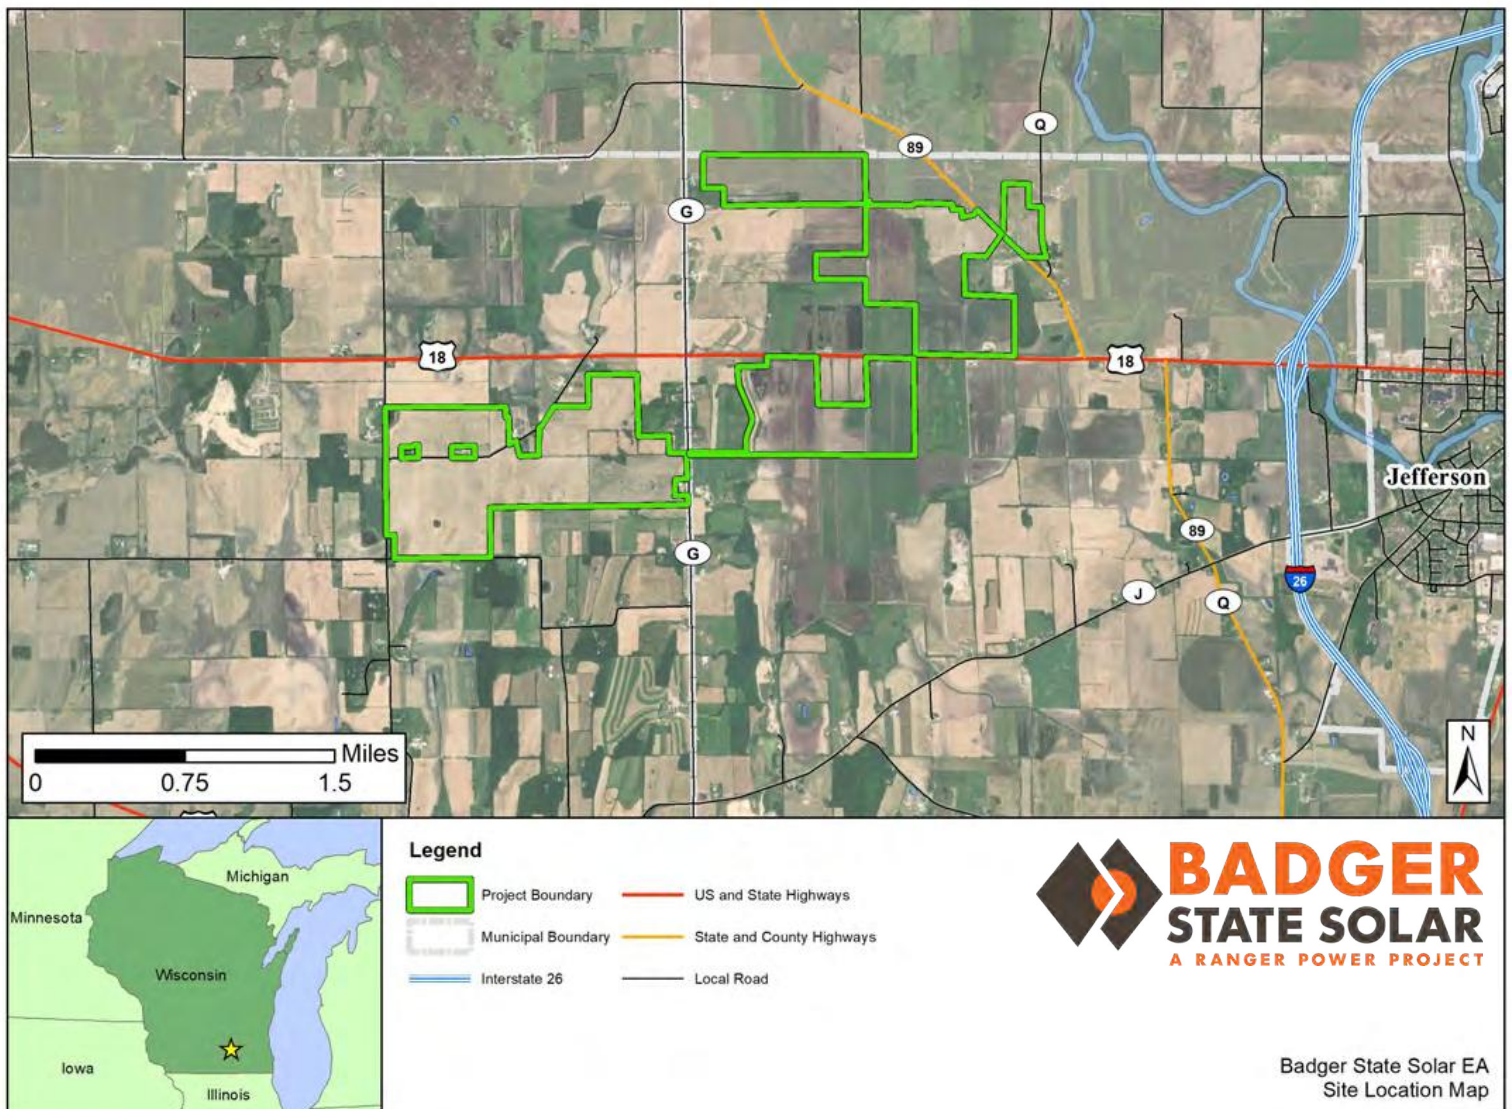 89
Q
G
18
18
Jefferson
89
G
26
J
Q
N
Miles
0 0.75 1.5
Michigan
Minnesota
Wisconsin
Iowa
Illinois
Legend
Project Boundary
US and State Highways
Municipal Boundary
State and County Highways
Interstate 26
Local Road
BADGER
STATE SOLAR
A RANGER POWER PROJECT
Badger State Solar EA
Site Location Map